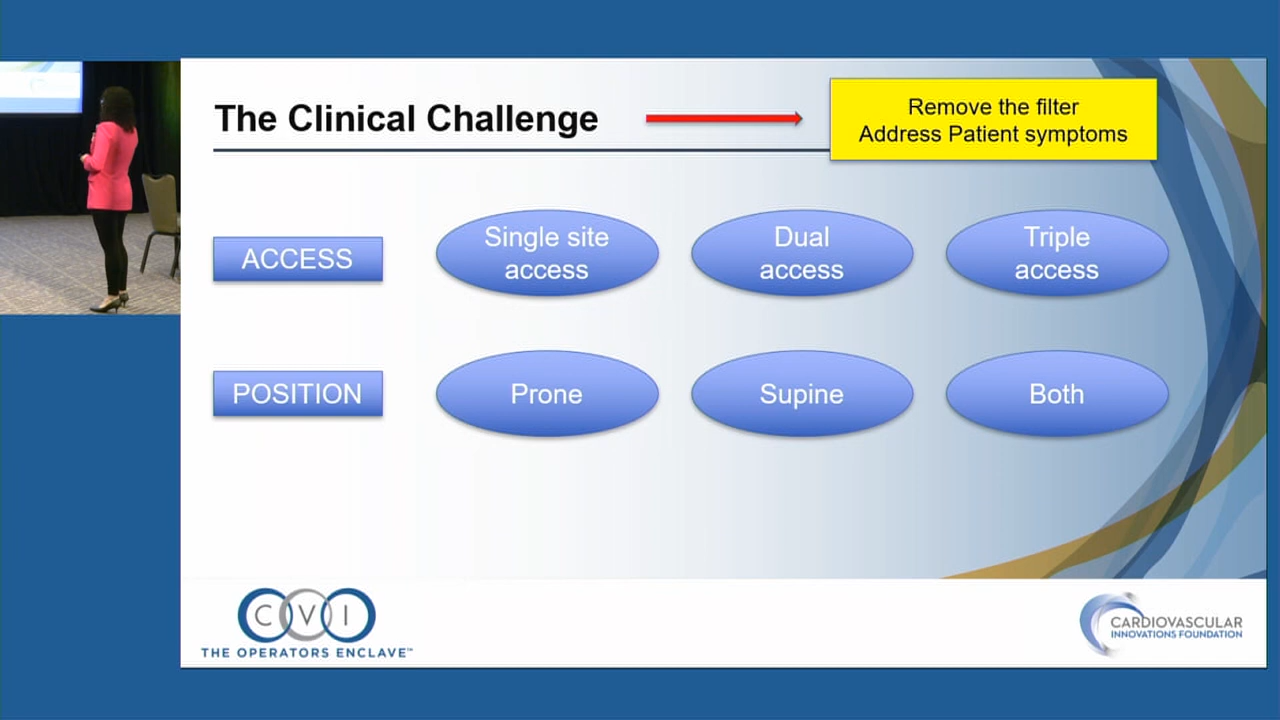 The Clinical Challenge
Remove the filter
Address Patient symptoms
ACCESS
Single site
access
Dual
access
Triple
access
POSITION
Prone
Supine
Both
CVI
THE OPERATORS ENCLAVE™
CARDIOVASCULAR
INNOVATIONS FOUNDATION